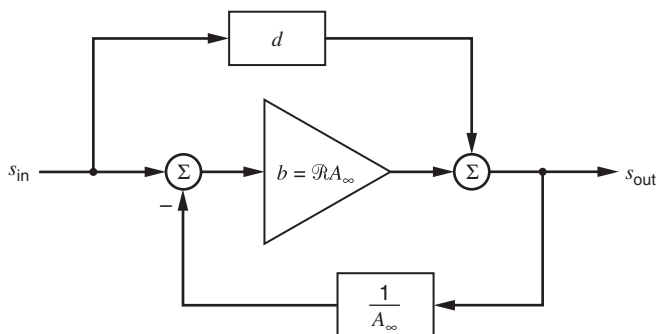 d
s_in
Σ
b = ℛA_∞
Σ
s_out
−
1
A_∞